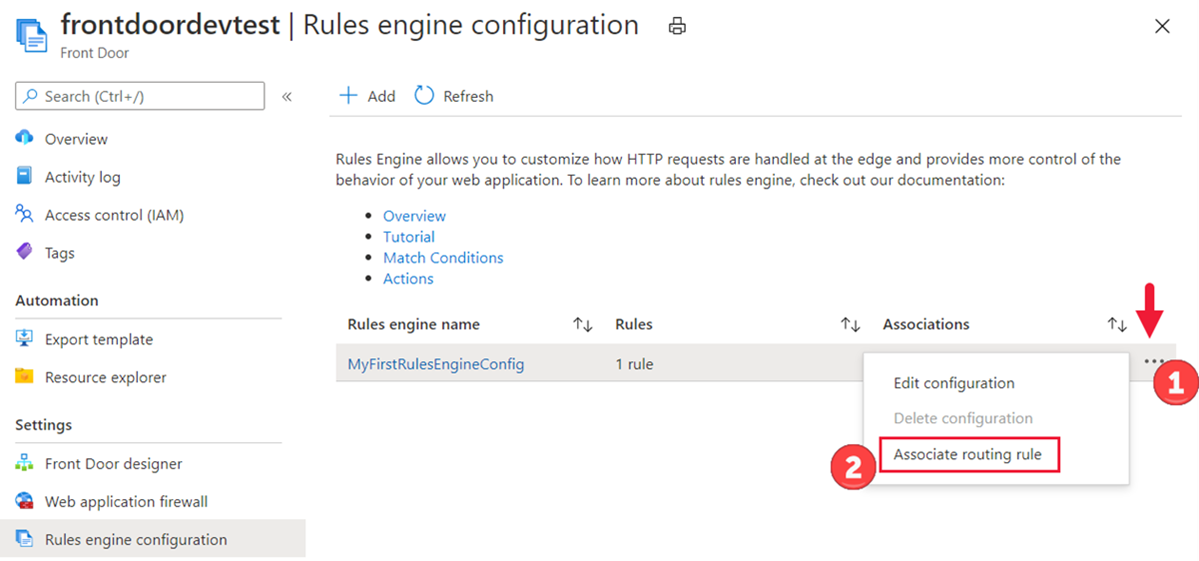 frontdoordevtest | Rules engine configuration
Front Door
Search (Ctrl+/)
«
Overview
Activity log
Access control (IAM)
Tags
Automation
Export template
Resource explorer
Settings
Front Door designer
Web application firewall
Rules engine configuration
Add
Refresh
Rules Engine allows you to customize how HTTP requests are handled at the edge and provides more control of the
behavior of your web application. To learn more about rules engine, check out our documentation:
Overview
Tutorial
Match Conditions
Actions
Rules engine name
Rules
Associations
MyFirstRulesEngineConfig
1 rule
1
Edit configuration
Delete configuration
2
Associate routing rule